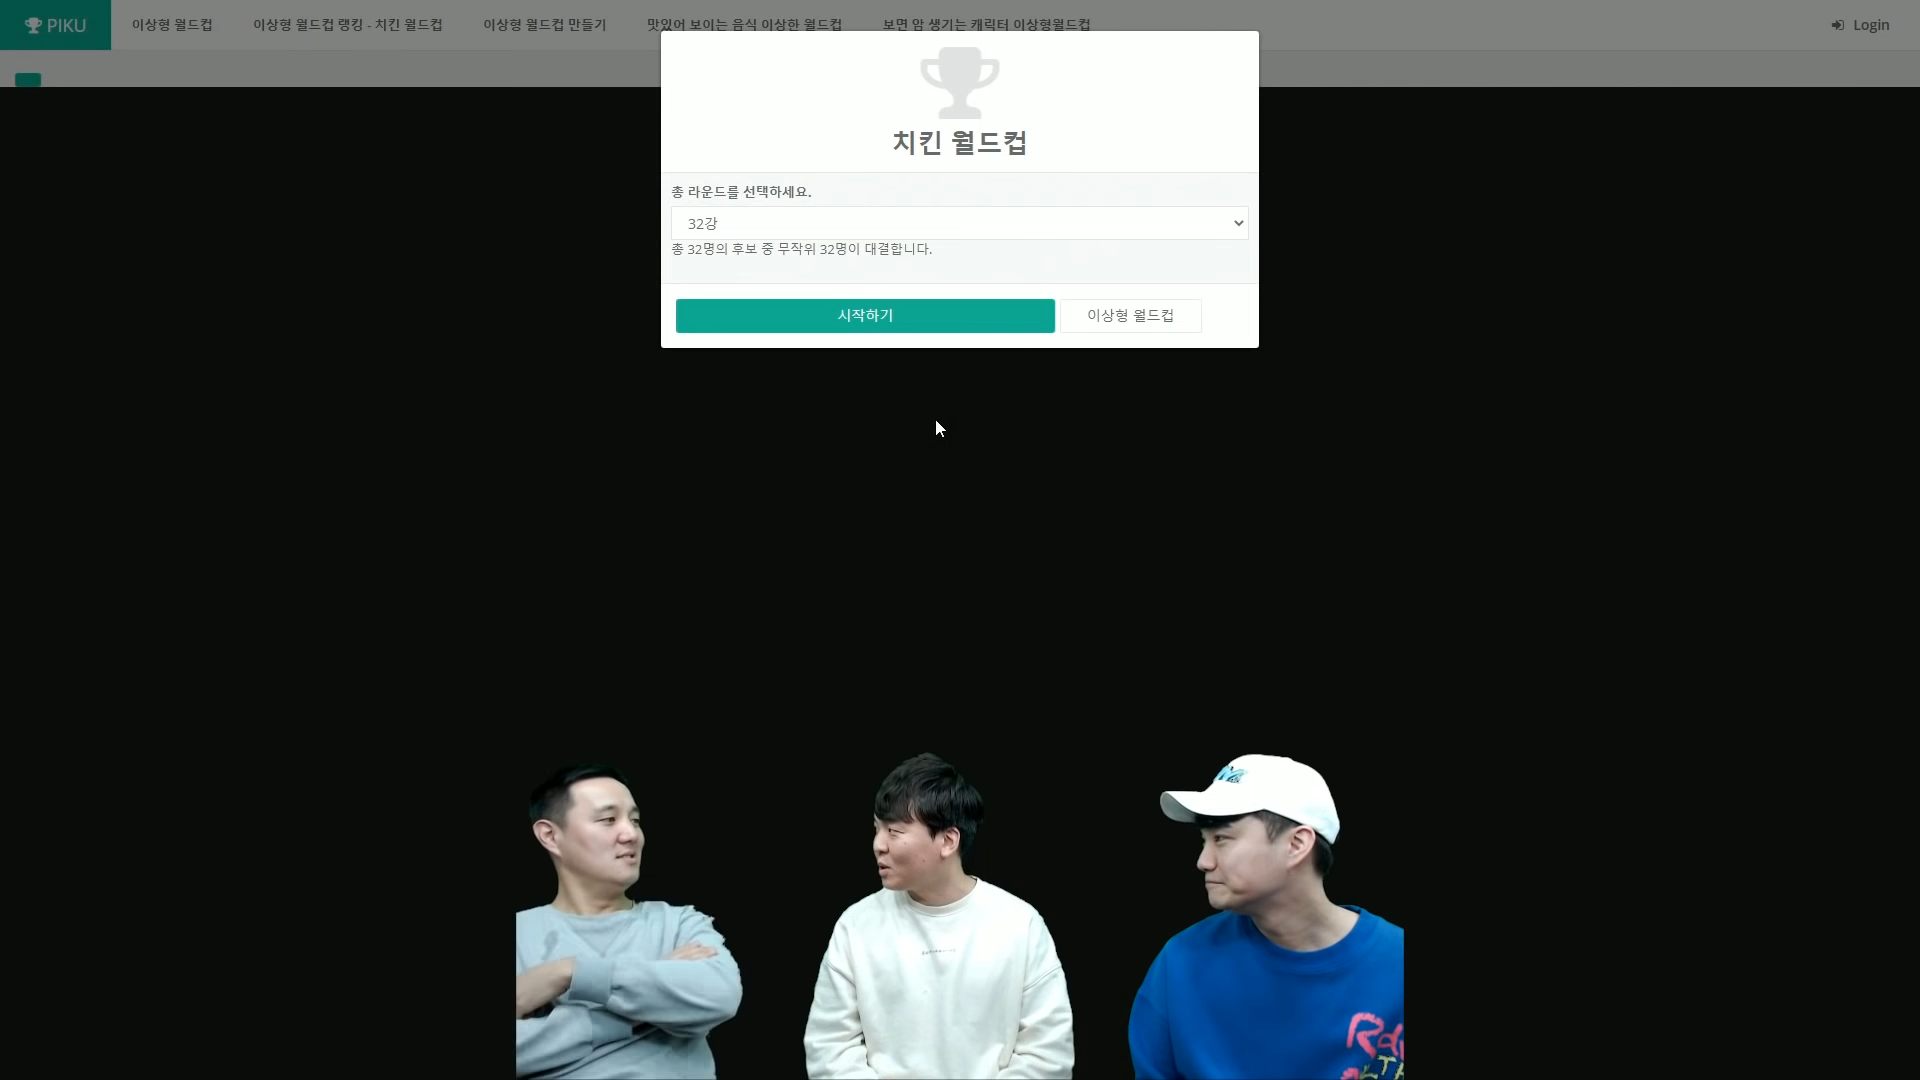 PIKU
이상형 월드컵
이상형 월드컵 랭킹 - 치킨 월드컵
이상형 월드컵 만들기
맛있어 보이는 음식 이상한 월드컵
보면 암 생기는 캐릭터 이상형월드컵
Login
치킨 월드컵
총 라운드를 선택하세요.
32강
총 32명의 후보 중 무작위 32명이 대결합니다.
시작하기
이상형 월드컵